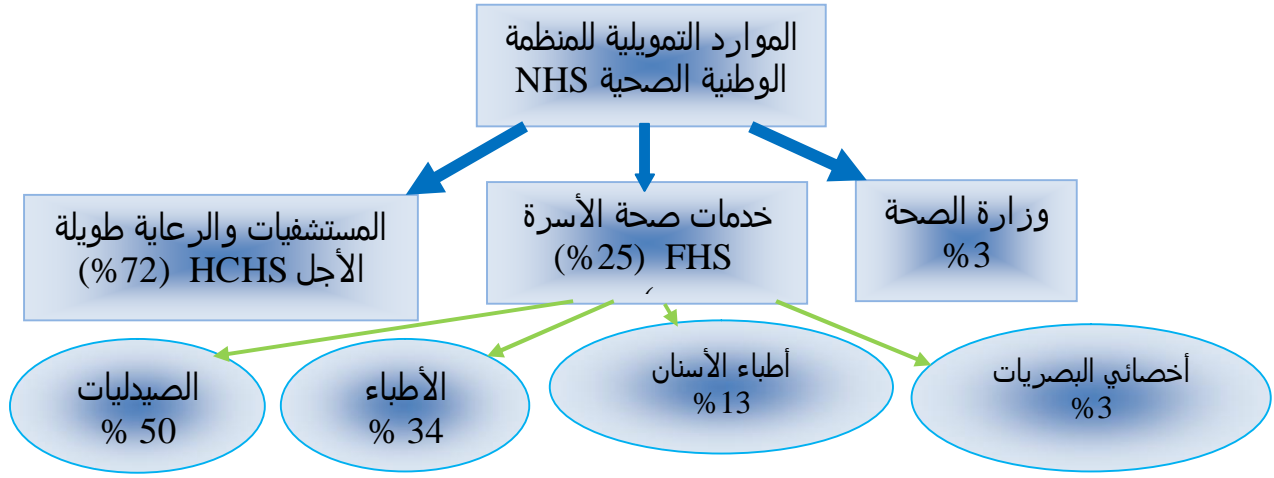 الموارد التمويلية للمنظمة
الوطنية الصحية NHS
وزارة الصحة
%3
خدمات صحة الأسرة
FHS (%25)
المستشفيات والرعاية طويلة
الأجل HCHS (%72)
أخصائي البصريات
%3
أطباء الأسنان
%13
الأطباء
% 34
الصيدليات
% 50